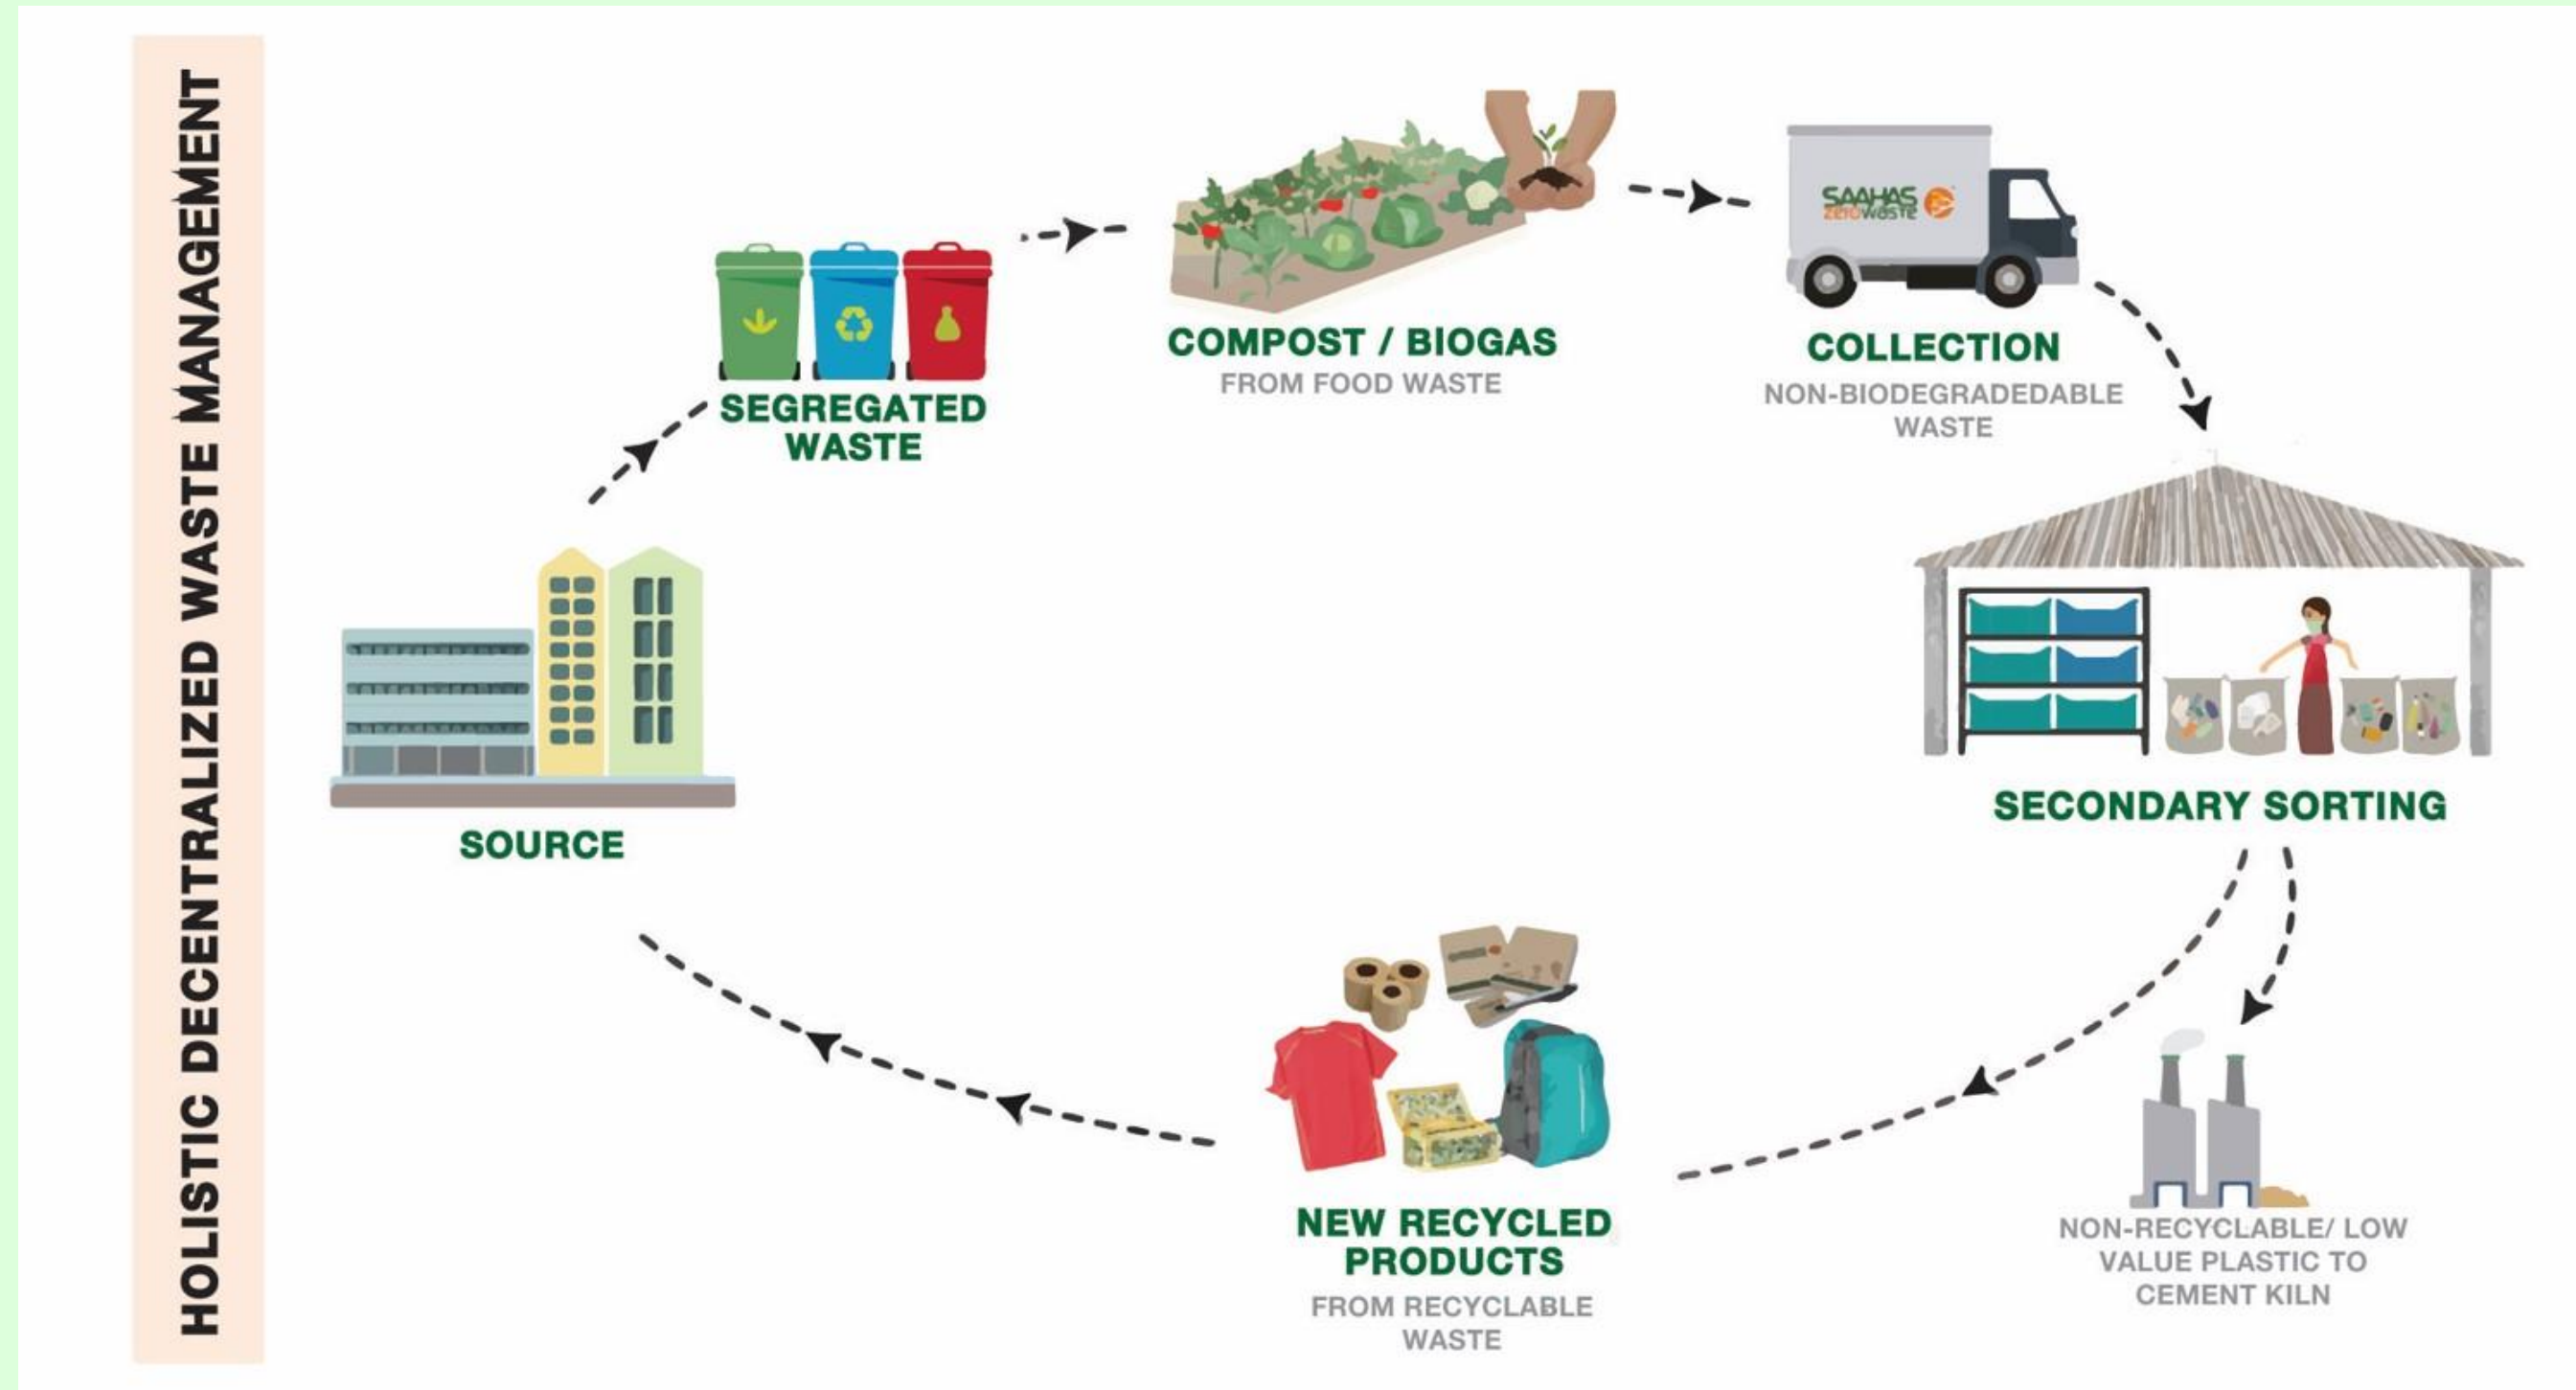 HOLISTIC DECENTRALIZED WASTE MANAGEMENT
SOURCE
SEGREGATED
WASTE
COMPOST / BIOGAS
FROM FOOD WASTE
SAAHAS
zerowaste
COLLECTION
NON-BIODEGRADEDABLE
WASTE
SECONDARY SORTING
NON-RECYCLABLE/ LOW
VALUE PLASTIC TO
CEMENT KILN
NEW RECYCLED
PRODUCTS
FROM RECYCLABLE
WASTE